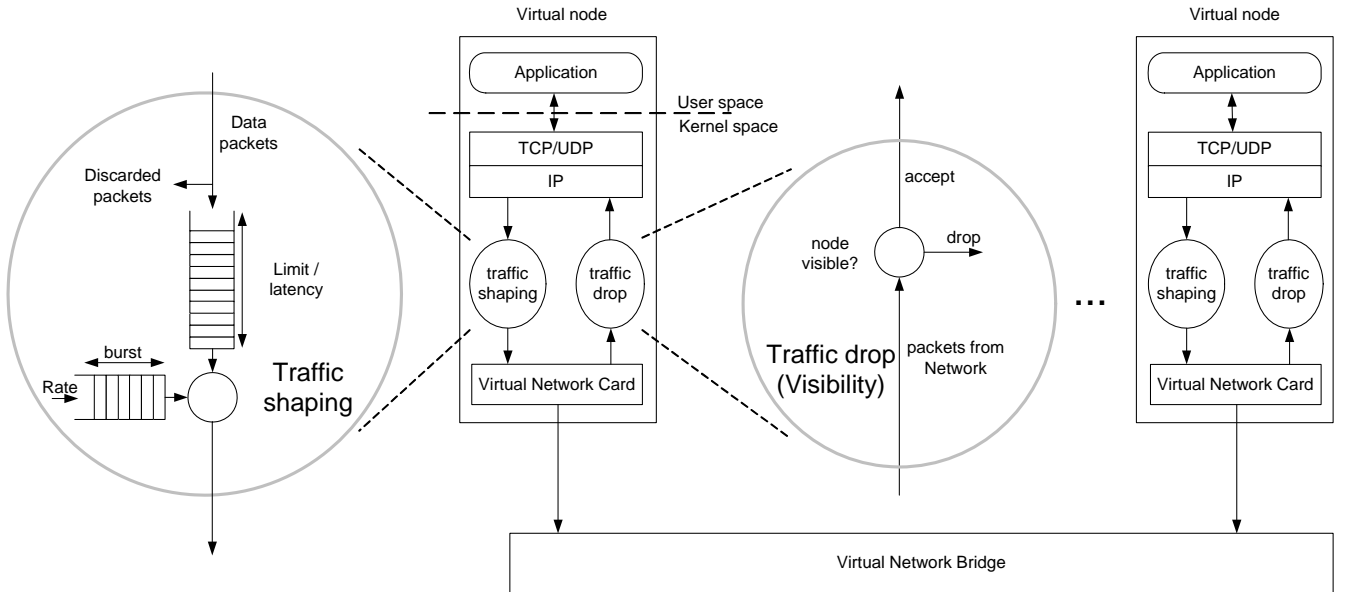 Virtual node
Application
User space
Kernel space
TCP/UDP
IP
traffic
shaping
traffic
drop
Virtual Network Card
Data
packets
Discarded
packets
Limit /
latency
burst
Rate
Traffic
shaping
accept
node
visible?
drop
Traffic drop
(Visibility)
packets from
Network
...
Virtual node
Application
TCP/UDP
IP
traffic
shaping
traffic
drop
Virtual Network Card
Virtual Network Bridge